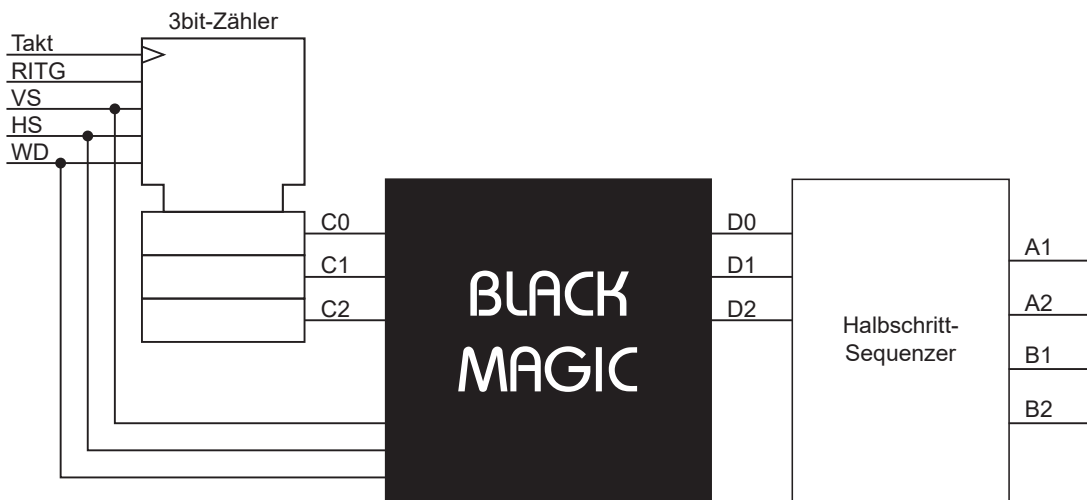 3bit-Zähler
Takt
RITG
VS
HS
WD
C0
C1
C2
BLACK
MAGIC
D0
D1
D2
Halbschritt-
Sequenzer
A1
A2
B1
B2